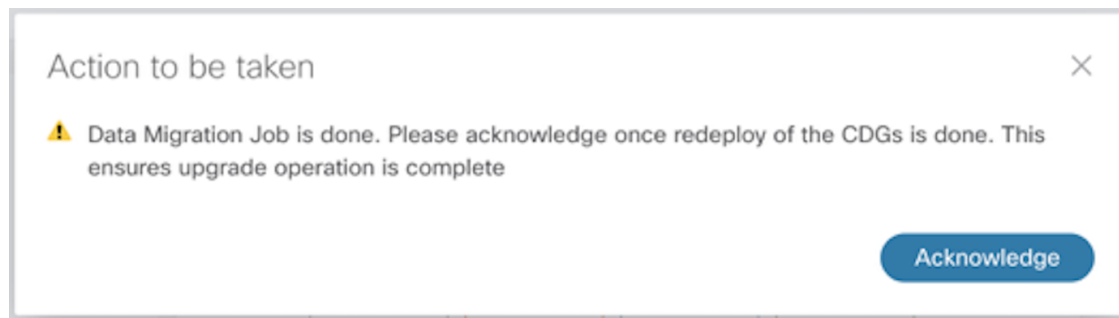 Action to be taken
Data Migration Job is done. Please acknowledge once redeploy of the CDGs is done. This
ensures upgrade operation is complete
Acknowledge